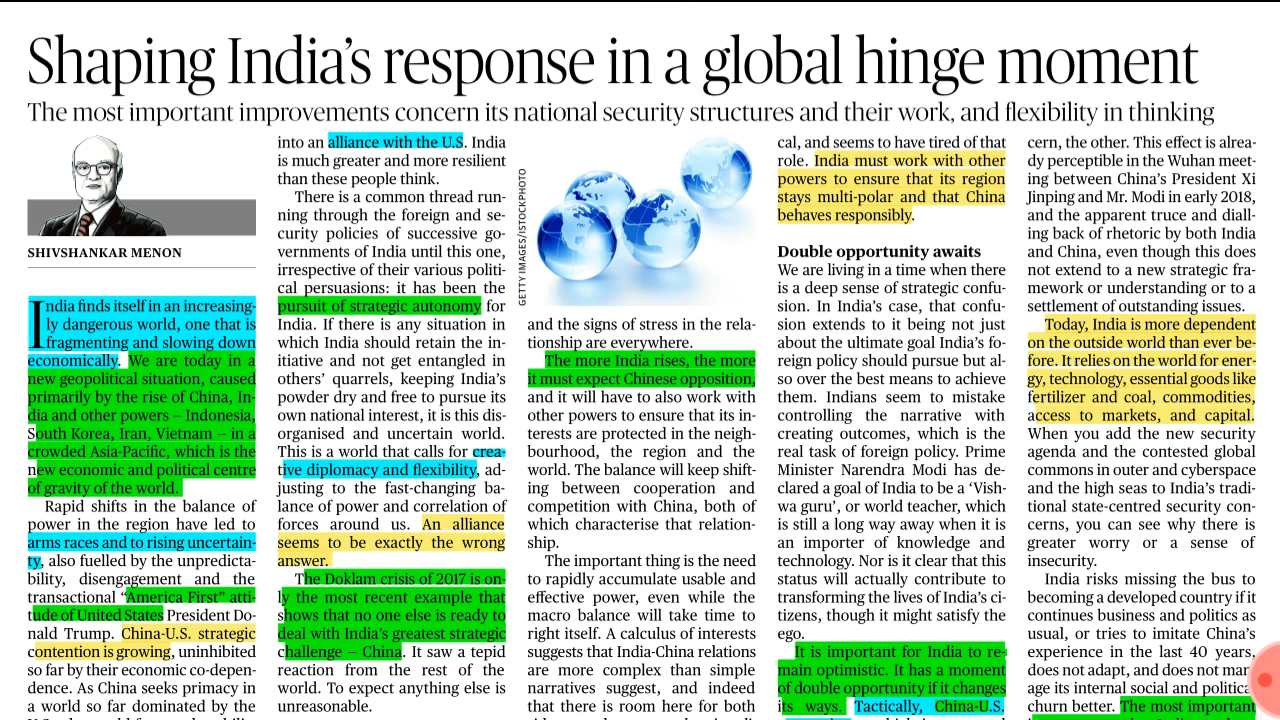 Shaping India's response in a global hinge moment
The most important improvements concern its national security structures and their work, and flexibility in thinking
SHIVSHANKAR MENON
India finds itself in an increasing-
ly dangerous world, one that is
fragmenting and slowing down
economically. We are today in a
new geopolitical situation, caused
primarily by the rise of China, In-
dia and other powers – Indonesia,
South Korea, Iran, Vietnam – in a
crowded Asia-Pacific, which is the
new economic and political centre
of gravity of the world.
Rapid shifts in the balance of
power in the region have led to
arms races and to rising uncertain-
ty, also fuelled by the unpredicta-
bility, disengagement and the
transactional “America First” atti-
tude of United States President Do-
nald Trump. China-U.S. strategic
contention is growing, uninhibited
so far by their economic co-depen-
dence. As China seeks primacy in
a world so far dominated by the
into an alliance with the U.S. India
is much greater and more resilient
than these people think.
There is a common thread run-
ning through the foreign and se-
curity policies of successive go-
vernments of India until this one,
irrespective of their various politi-
cal persuasions: it has been the
pursuit of strategic autonomy for
India. If there is any situation in
which India should retain the in-
itiative and not get entangled in
others' quarrels, keeping India's
powder dry and free to pursue its
own national interest, it is this dis-
organised and uncertain world.
This is a world that calls for crea-
tive diplomacy and flexibility, ad-
justing to the fast-changing ba-
lance of power and correlation of
forces around us. An alliance
seems to be exactly the wrong
answer.
The Doklam crisis of 2017 is on-
ly the most recent example that
shows that no one else is ready to
deal with India's greatest strategic
challenge – China. It saw a tepid
reaction from the rest of the
world. To expect anything else is
unreasonable.
GETTY IMAGES/ISTOCKPHOTO
and the signs of stress in the rela-
tionship are everywhere.
The more India rises, the more
it must expect Chinese opposition,
and it will have to also work with
other powers to ensure that its in-
terests are protected in the neigh-
bourhood, the region and the
world. The balance will keep shift-
ing between cooperation and
competition with China, both of
which characterise that relation-
ship.
The important thing is the need
to rapidly accumulate usable and
effective power, even while the
macro balance will take time to
right itself. A calculus of interests
suggests that India-China relations
are more complex than simple
narratives suggest, and indeed
that there is room here for both
cal, and seems to have tired of that
role. India must work with other
powers to ensure that its region
stays multi-polar and that China
behaves responsibly.
Double opportunity awaits
We are living in a time when there
is a deep sense of strategic confu-
sion. In India's case, that confu-
sion extends to it being not just
about the ultimate goal India's fo-
reign policy should pursue but al-
so over the best means to achieve
them. Indians seem to mistake
controlling the narrative with
creating outcomes, which is the
real task of foreign policy. Prime
Minister Narendra Modi has de-
clared a goal of India to be a ‘Vish-
wa guru’, or world teacher, which
is still a long way away when it is
an importer of knowledge and
technology. Nor is it clear that this
status will actually contribute to
transforming the lives of India's ci-
tizens, though it might satisfy the
ego.
It is important for India to re-
main optimistic. It has a moment
of double opportunity if it changes
its ways. Tactically, China-U.S.
cern, the other. This effect is alrea-
dy perceptible in the Wuhan meet-
ing between China's President Xi
Jinping and Mr. Modi in early 2018,
and the apparent truce and diall-
ing back of rhetoric by both India
and China, even though this does
not extend to a new strategic fra-
mework or understanding or to a
settlement of outstanding issues.
Today, India is more dependent
on the outside world than ever be-
fore. It relies on the world for ener-
gy, technology, essential goods like
fertilizer and coal, commodities,
access to markets, and capital.
When you add the new security
agenda and the contested global
commons in outer and cyberspace
and the high seas to India's tradi-
tional state-centred security con-
cerns, you can see why there is
greater worry or a sense of
insecurity.
India risks missing the bus to
becoming a developed country if it
continues business and politics as
usual, or tries to imitate China's
experience in the last 40 years,
does not adapt, and does not man-
age its internal social and political
churn better. The most important